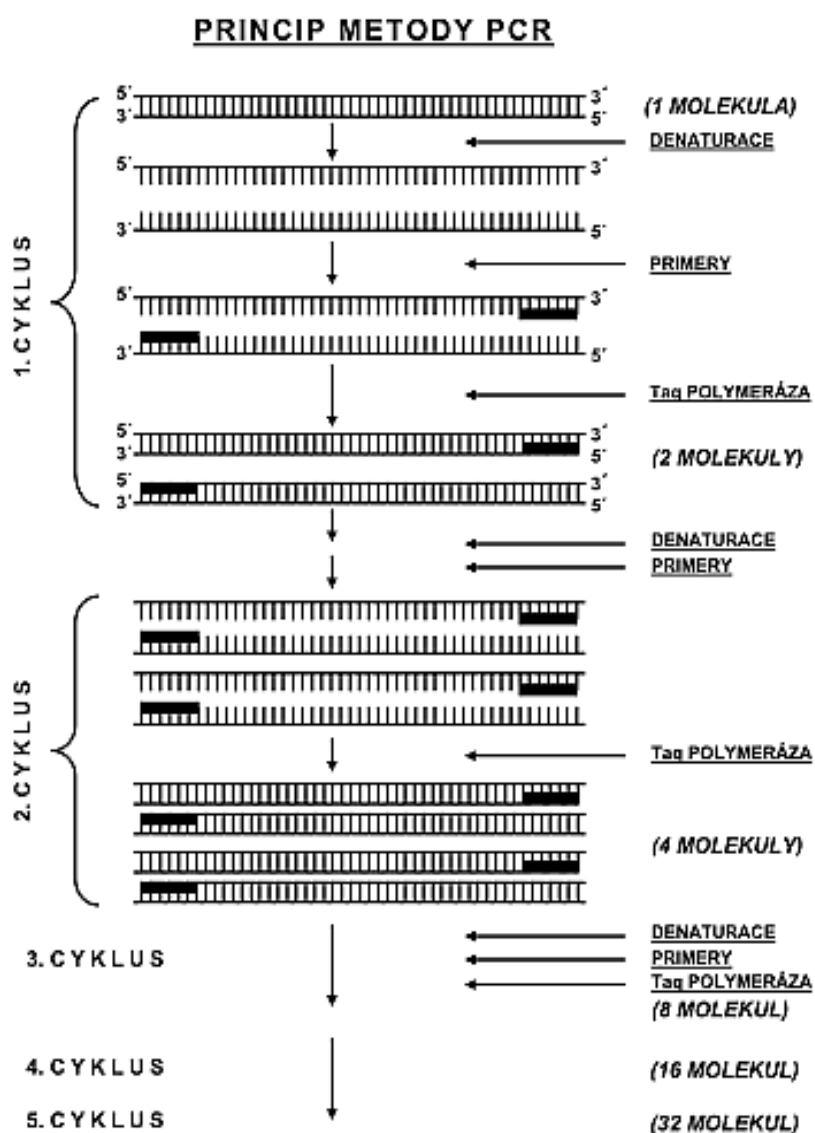 PRINCIP METODY PCR
5´ 3´ (1 MOLEKULA)
3´ 5´
DENATURACE
5´ 3´
3´ 5´
1. CYKLUS
PRIMERY
5´ 3´
3´ 5´
Taq POLYMERÁZA
5´ 3´
3´ 5´
(2 MOLEKULY)
5´ 3´
3´ 5´
DENATURACE
PRIMERY
2. CYKLUS
Taq POLYMERÁZA
(4 MOLEKULY)
DENATURACE
3. CYKLUS PRIMERY
Taq POLYMERÁZA
(8 MOLEKUL)
4. CYKLUS (16 MOLEKUL)
5. CYKLUS (32 MOLEKUL)